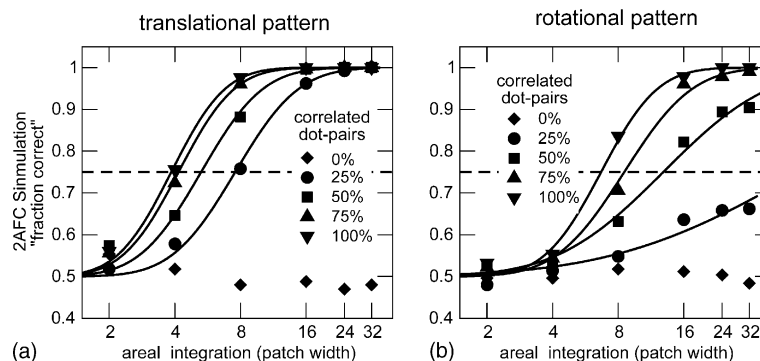 translational pattern
1
0.9
0.8
0.7
0.6
0.5
0.4
2AFC Sinmulation
"fraction correct"
correlated
dot-pairs
0%
25%
50%
75%
100%
2 4 8 16 24 32
(a) areal integration (patch width)
rotational pattern
1
0.9
0.8
0.7
0.6
0.5
0.4
correlated
dot-pairs
0%
25%
50%
75%
100%
2 4 8 16 24 32
(b) areal integration (patch width)